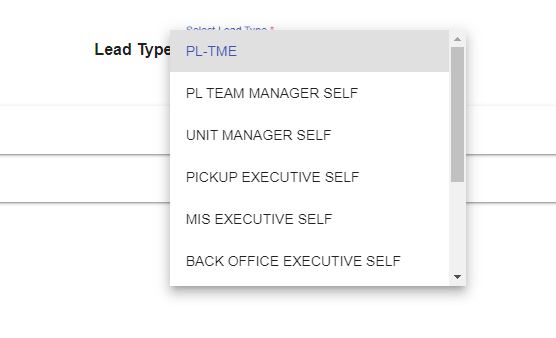 Select Lead Type *
Lead Type
PL-TME
PL TEAM MANAGER SELF
UNIT MANAGER SELF
PICKUP EXECUTIVE SELF
MIS EXECUTIVE SELF
BACK OFFICE EXECUTIVE SELF